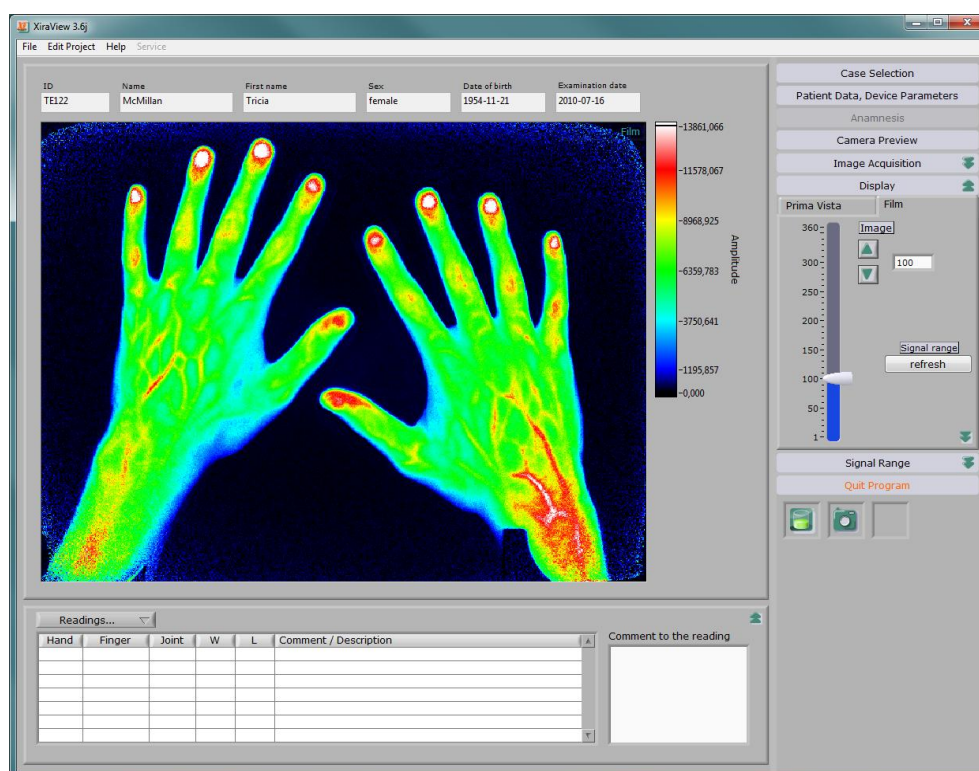 XiraView 3.6j
File Edit Project Help Service
ID Name First name Sex Date of birth Examination date
TE122 McMillan Tricia female 1954-11-21 2010-07-16
Film
13861,066
11578,067
8968,925
6359,783
3750,641
1195,857
0,000
Amplitude
Case Selection
Patient Data, Device Parameters
Anamnesis
Camera Preview
Image Acquisition
Display
Prima Vista Film
360
300
250
200
150
100
50
1
Image
100
Signal range
refresh
Signal Range
Quit Program
Readings...
Hand Finger Joint W L Comment / Description
Comment to the reading